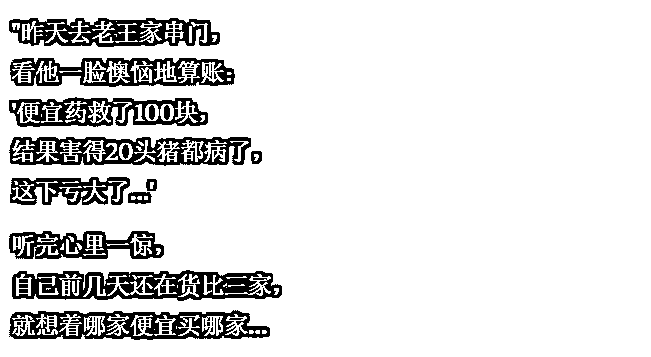 "昨天去老王家串门，
看他一脸懊恼地算账：
'便宜药救了100块，
结果害得20头猪都病了，
这下亏大了...'
听完心里一惊，
自己前几天还在货比三家，
就想着哪家便宜买哪家...